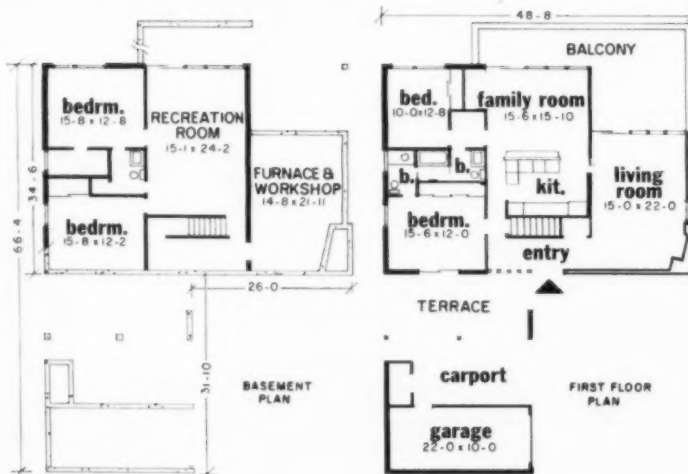 bedrm.
15-8 x 12-8
RECREATION
ROOM
15-1 x 24-2
FURNACE &
WORKSHOP
14-8 x 21-11
bedrm.
15-8 x 12-2
34-6
66-4
26-0
31-10
BASEMENT
PLAN
48-8
BALCONY
bed.
10-0 x 12-8
family room
15-6 x 15-10
b.
b.
kit.
living
room
15-0 x 22-0
bedrm.
15-6 x 12-0
entry
TERRACE
carport
garage
22-0 x 10-0
FIRST FLOOR
PLAN